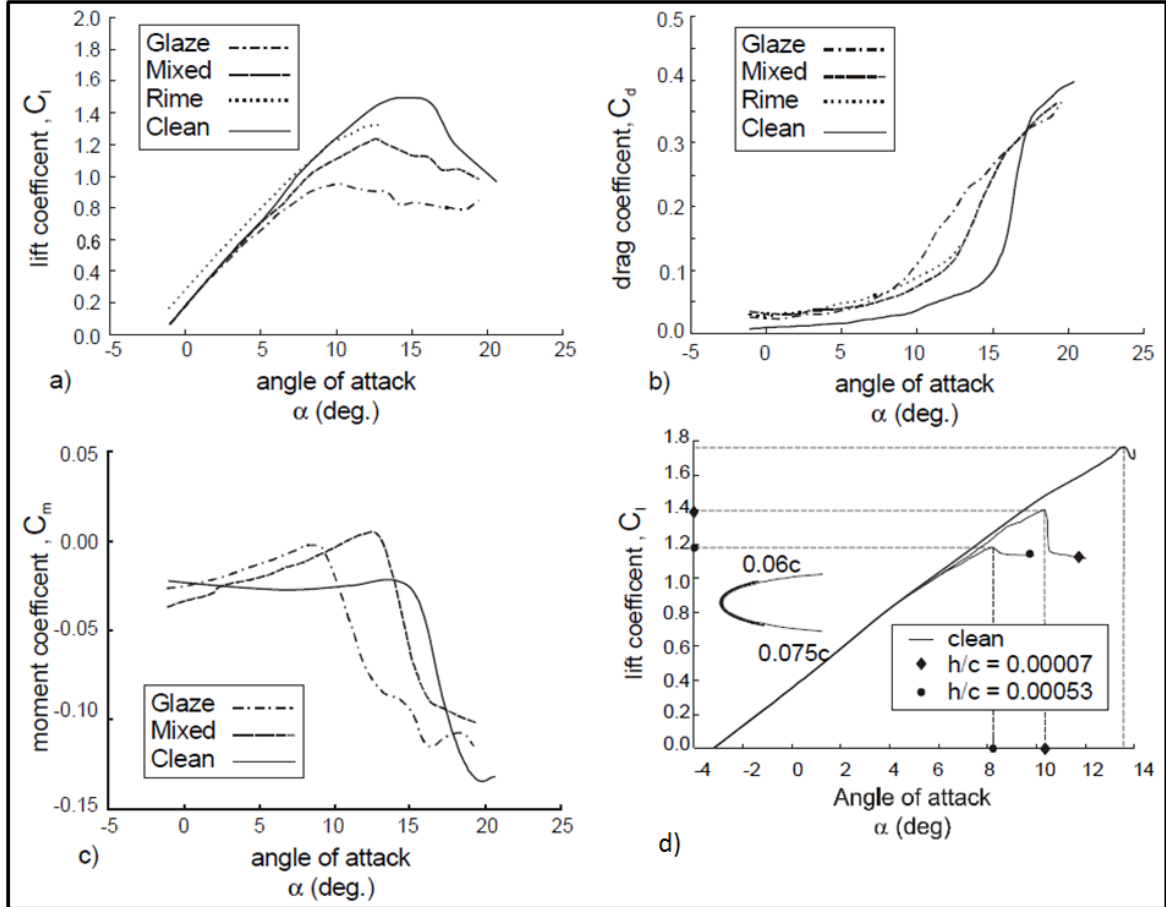 2.0
1.8
1.6
1.4
1.2
1.0
0.8
0.6
0.4
0.2
0.0
lift coefficent , Cl
Glaze
Mixed
Rime
Clean
-5 0 5 10 15 20 25
a)
angle of attack
α (deg.)
0.5
0.4
0.3
0.2
0.1
0.0
drag coefficent, Cd
Glaze
Mixed
Rime
Clean
-5 0 5 10 15 20 25
b)
angle of attack
α (deg.)
0.05
0.00
-0.05
-0.10
-0.15
moment coefficent , Cm
Glaze
Mixed
Clean
-5 0 5 10 15 20 25
c)
angle of attack
α (deg.)
1.8
1.6
1.4
1.2
1.0
0.8
0.6
0.4
0.2
0.0
lift coefficent , Cl
0.06c
0.075c
clean
h/c = 0.00007
h/c = 0.00053
-4 -2 0 2 4 6 8 10 12 14
Angle of attack
α (deg)
d)